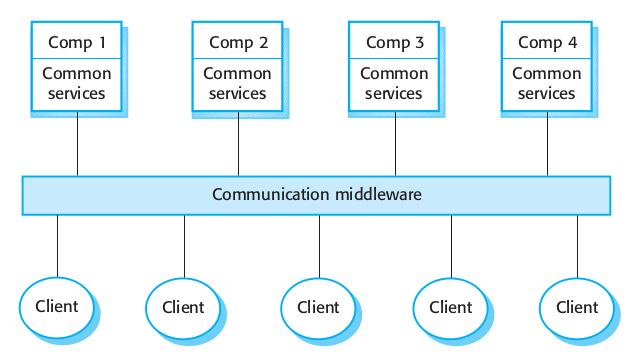 Comp 1
Common
services
Comp 2
Common
services
Comp 3
Common
services
Comp 4
Common
services
Communication middleware
Client
Client
Client
Client
Client